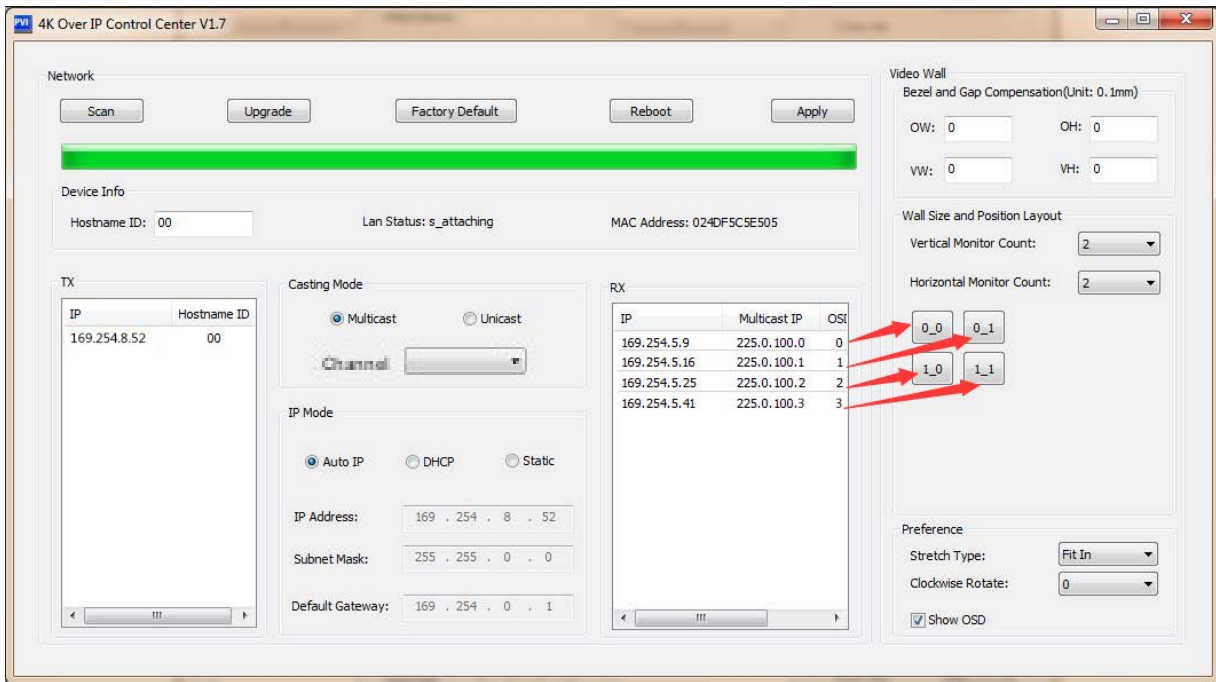 PVI 4K Over IP Control Center V1.7
Network
Scan Upgrade Factory Default Reboot Apply
Device Info
Hostname ID: 00 Lan Status: s_attaching MAC Address: 024DF5C5E505
TX
IP Hostname ID
169.254.8.52 00
Casting Mode
Multicast Unicast
Channel
IP Mode
Auto IP DHCP Static
IP Address: 169 . 254 . 8 . 52
Subnet Mask: 255 . 255 . 0 . 0
Default Gateway: 169 . 254 . 0 . 1
RX
IP Multicast IP OSD
169.254.5.9 225.0.100.0 0
169.254.5.16 225.0.100.1 1
169.254.5.25 225.0.100.2 2
169.254.5.41 225.0.100.3 3
Video Wall
Bezel and Gap Compensation(Unit: 0.1mm)
OW: 0 OH: 0
VW: 0 VH: 0
Wall Size and Position Layout
Vertical Monitor Count: 2
Horizontal Monitor Count: 2
0_0 0_1
1_0 1_1
Preference
Stretch Type: Fit In
Clockwise Rotate: 0
Show OSD